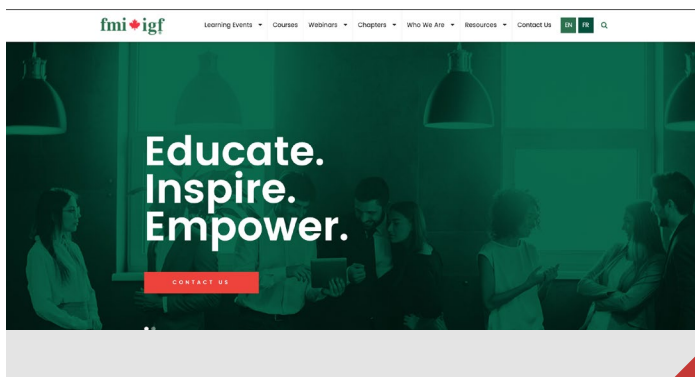 fmi igf
Learning Events Courses Webinars Chapters Who We Are Resources Contact Us EN FR
Educate.
Inspire.
Empower.
CONTACT US